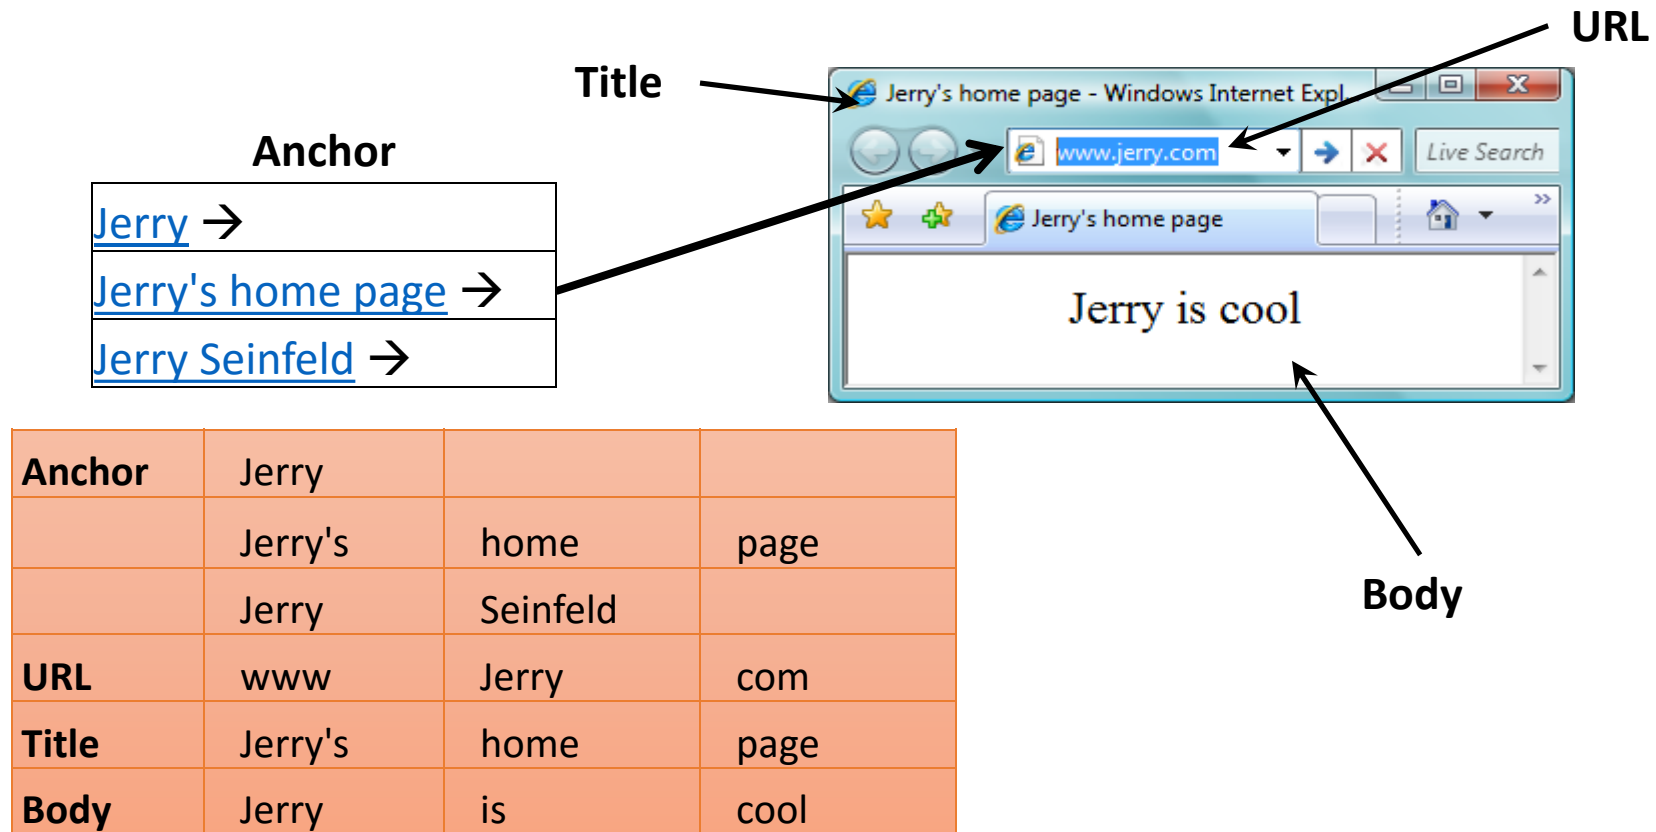 URL
Title
Jerry's home page - Windows Internet Expl...
Anchor
www.jerry.com
Live Search
Jerry →
Jerry's home page
Jerry's home page →
Jerry is cool
Jerry Seinfeld →
Anchor Jerry
Jerry's home page
Jerry Seinfeld
Body
URL www Jerry com
Title Jerry's home page
Body Jerry is cool